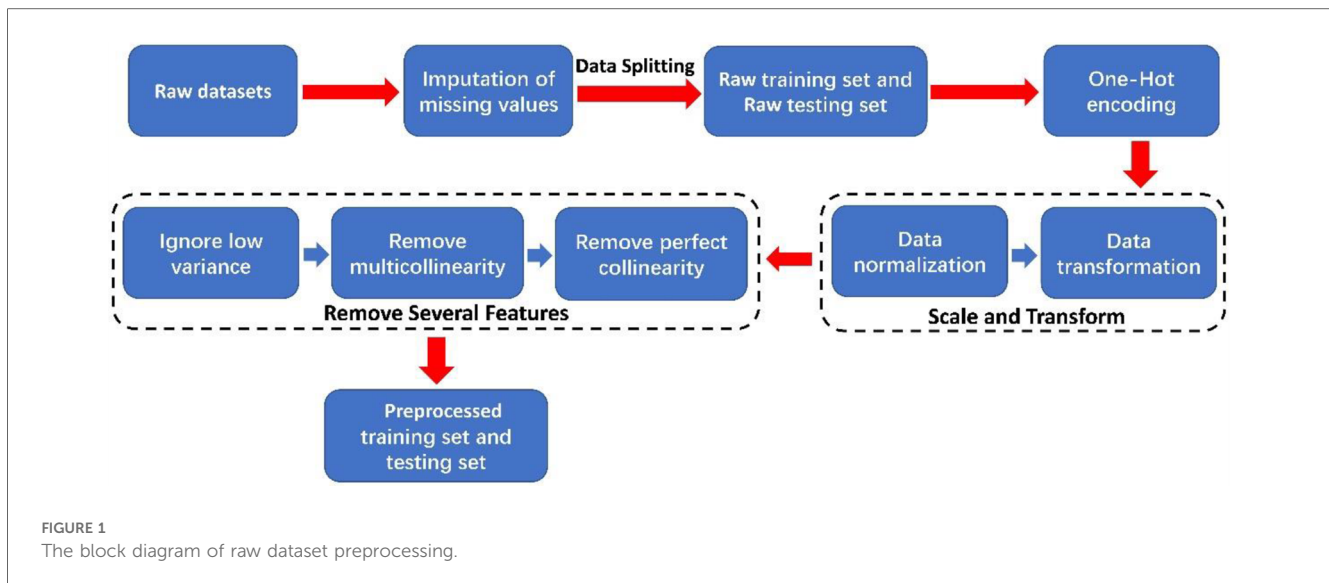 Raw datasets
Imputation of
missing values
Data Splitting
Raw training set and
Raw testing set
One-Hot
encoding
Ignore low
variance
Remove
multicollinearity
Remove perfect
collinearity
Remove Several Features
Data
normalization
Data
transformation
Scale and Transform
Preprocessed
training set and
testing set
FIGURE 1
The block diagram of raw dataset preprocessing.